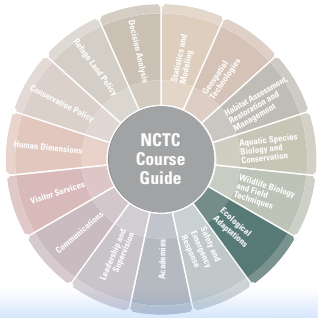 NCTC
Course
Guide
Decision Analysis
Statistics and
Modeling
Geospatial
Technologies
Habitat Assessment,
Restoration and
Management
Aquatic Species
Biology and
Conservation
Wildlife Biology
and Field
Techniques
Ecological
Adaptations
Safety and
Emergency
Response
Academies
Leadership and
Supervision
Communications
Visitor Services
Human Dimensions
Conservation Policy
Refuge Land Policy